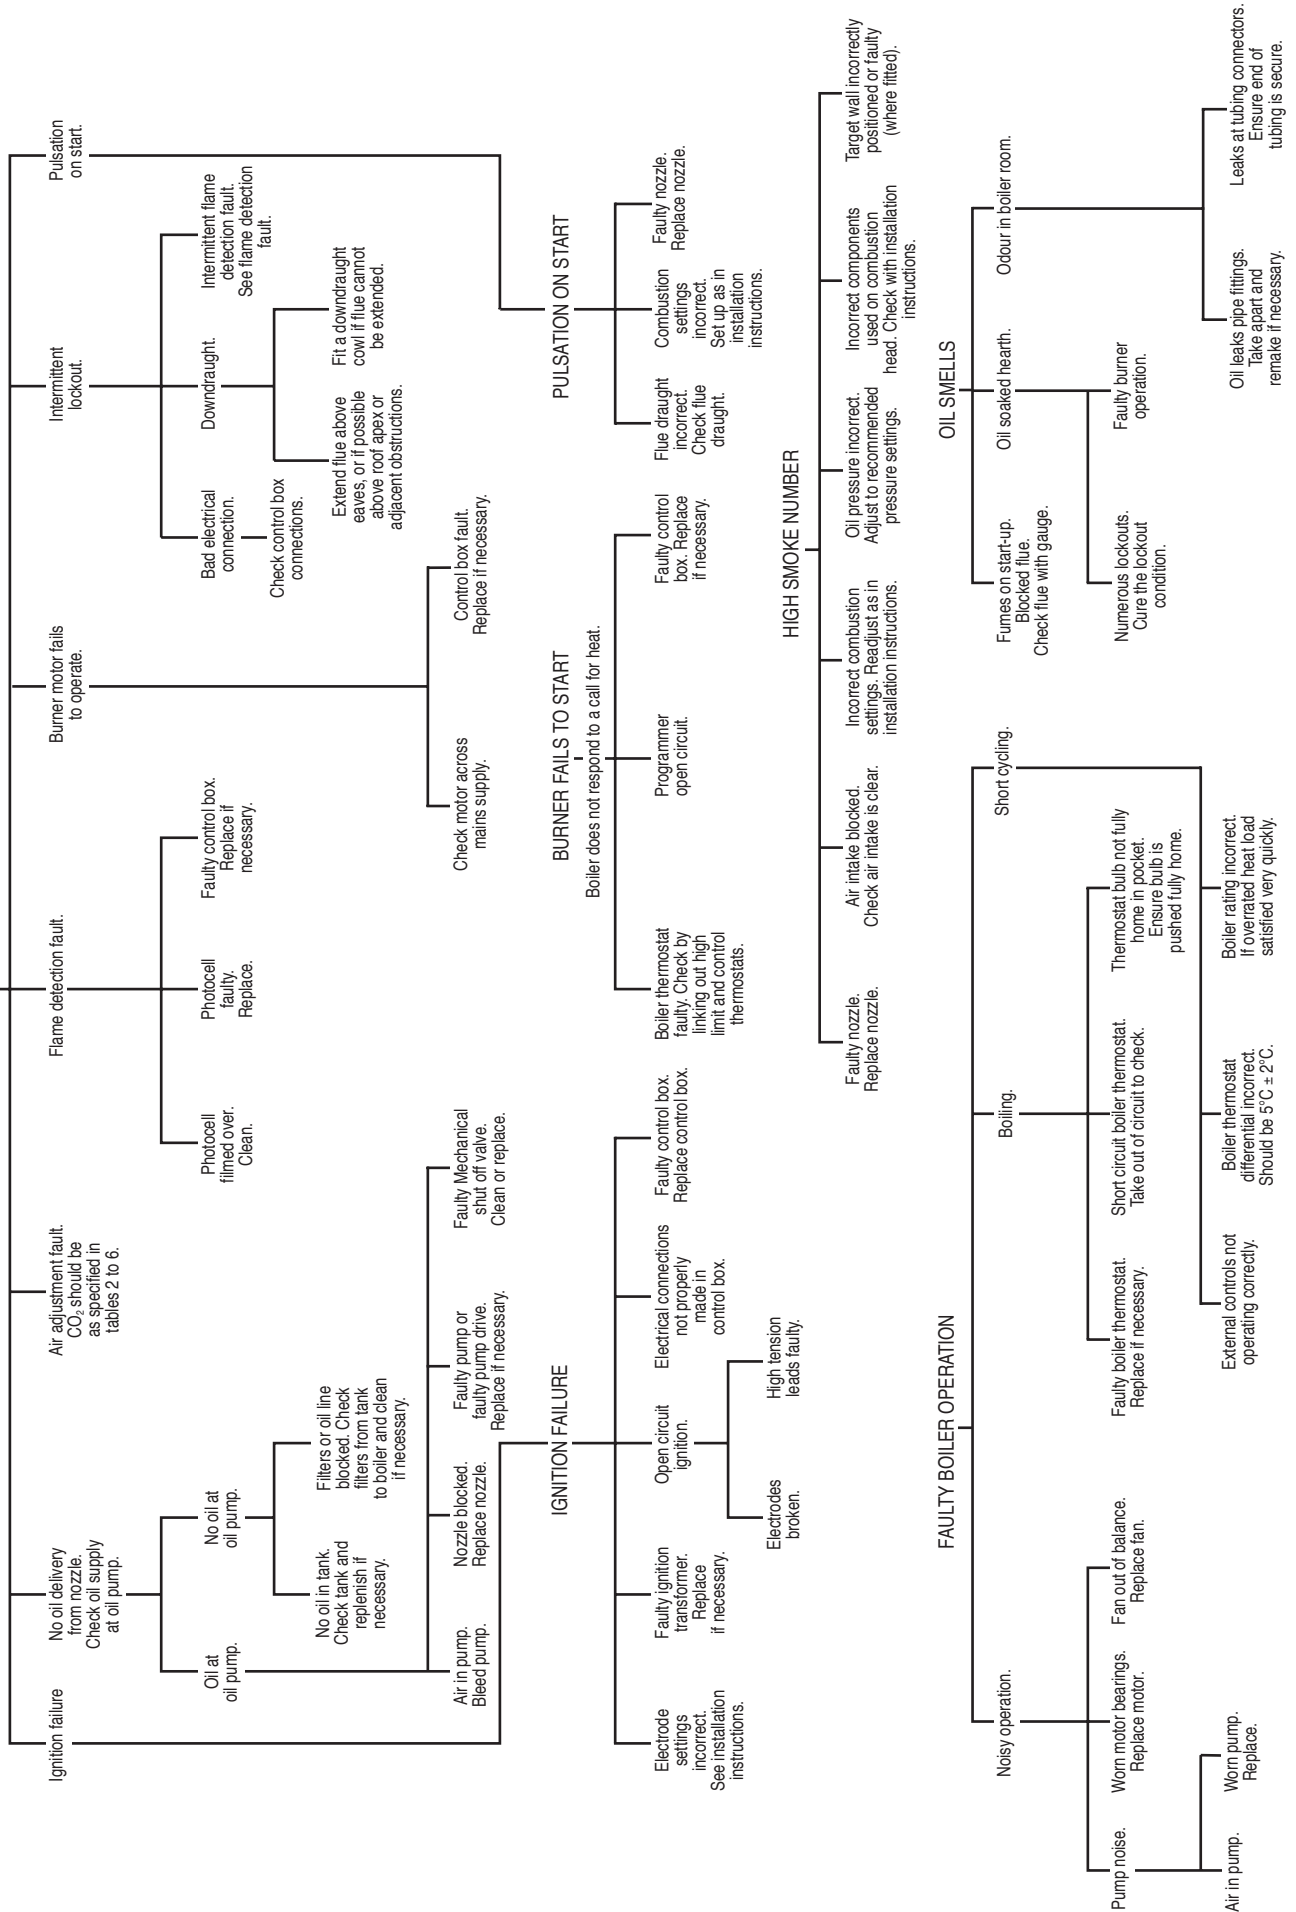 Ignition failure
No oil delivery
from nozzle.
Check oil supply
at oil pump.
Air adjustment fault.
CO₂ should be
as specified in
tables 2 to 6.
Flame detection fault.
Burner motor fails
to operate.
Intermittent
lockout.
Pulsation
on start.
Oil at
oil pump.
No oil at
oil pump.
Photocell
filmed over.
Clean.
Photocell
faulty.
Replace.
Faulty control box.
Replace if
necessary.
Bad electrical
connection.
Check control box
connections.
Downdraught.
Intermittent flame
detection fault.
See flame detection
fault.
No oil in tank.
Check tank and
replenish if
necessary.
Filters or oil line
blocked. Check
filters from tank
to boiler and clean
if necessary.
Extend flue above
eaves, or if possible
above roof apex or
adjacent obstructions.
Fit a downdraught
cowl if flue cannot
be extended.
Air in pump.
Bleed pump.
Nozzle blocked.
Replace nozzle.
Faulty pump or
faulty pump drive.
Replace if necessary.
Faulty Mechanical
shut off valve.
Clean or replace.
Check motor across
mains supply.
Control box fault.
Replace if necessary.
IGNITION FAILURE
Electrode
settings
incorrect.
See installation
instructions.
Faulty ignition
transformer.
Replace
if necessary.
Open circuit
ignition.
Electrical connections
not properly
made in
control box.
Faulty control box.
Replace control box.
Electrodes
broken.
High tension
leads faulty.
BURNER FAILS TO START
Boiler does not respond to a call for heat.
Boiler thermostat
faulty. Check by
linking out high
limit and control
thermostats.
Programmer
open circuit.
Faulty control
box. Replace
if necessary.
PULSATION ON START
Flue draught
incorrect.
Check flue
draught.
Combustion
settings
incorrect.
Set up as in
installation
instructions.
Faulty nozzle.
Replace nozzle.
HIGH SMOKE NUMBER
Faulty nozzle.
Replace nozzle.
Air intake blocked.
Check air intake is clear.
Incorrect combustion
settings. Readjust as in
installation instructions.
Oil pressure incorrect.
Adjust to recommended
pressure settings.
Incorrect components
used on combustion
head. Check with installation
instructions.
Target wall incorrectly
positioned or faulty
(where fitted).
FAULTY BOILER OPERATION
Noisy operation.
Boiling.
Short cycling.
Pump noise.
Worn motor bearings.
Replace motor.
Fan out of balance.
Replace fan.
Faulty boiler thermostat.
Replace if necessary.
Short circuit boiler thermostat.
Take out of circuit to check.
Thermostat bulb not fully
home in pocket.
Ensure bulb is
pushed fully home.
Air in pump.
Worn pump.
Replace.
External controls not
operating correctly.
Boiler thermostat
differential incorrect.
Should be 5°C ± 2°C.
Boiler rating incorrect.
If overrated heat load
satisfied very quickly.
OIL SMELLS
Fumes on start-up.
Blocked flue.
Check flue with gauge.
Oil soaked hearth.
Odour in boiler room.
Numerous lockouts.
Cure the lockout
condition.
Faulty burner
operation.
Oil leaks pipe fittings.
Take apart and
remake if necessary.
Leaks at tubing connectors.
Ensure end of
tubing is secure.